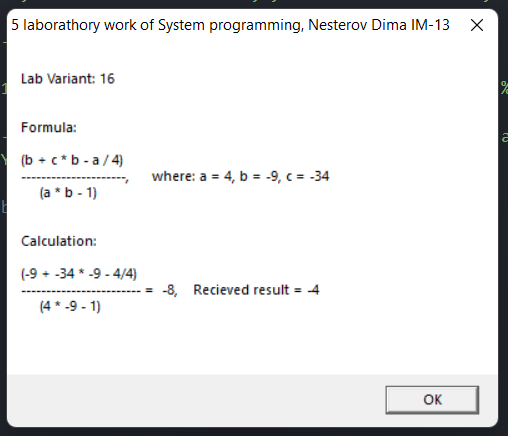 5 laborathory work of System programming, Nesterov Dima IM-13
Lab Variant: 16
Formula:
(b + c * b - a / 4)
---------------------, where: a = 4, b = -9, c = -34
(a * b - 1)
Calculation:
(-9 + -34 * -9 - 4/4)
------------------------ = -8, Recieved result = -4
(4 * -9 - 1)
OK